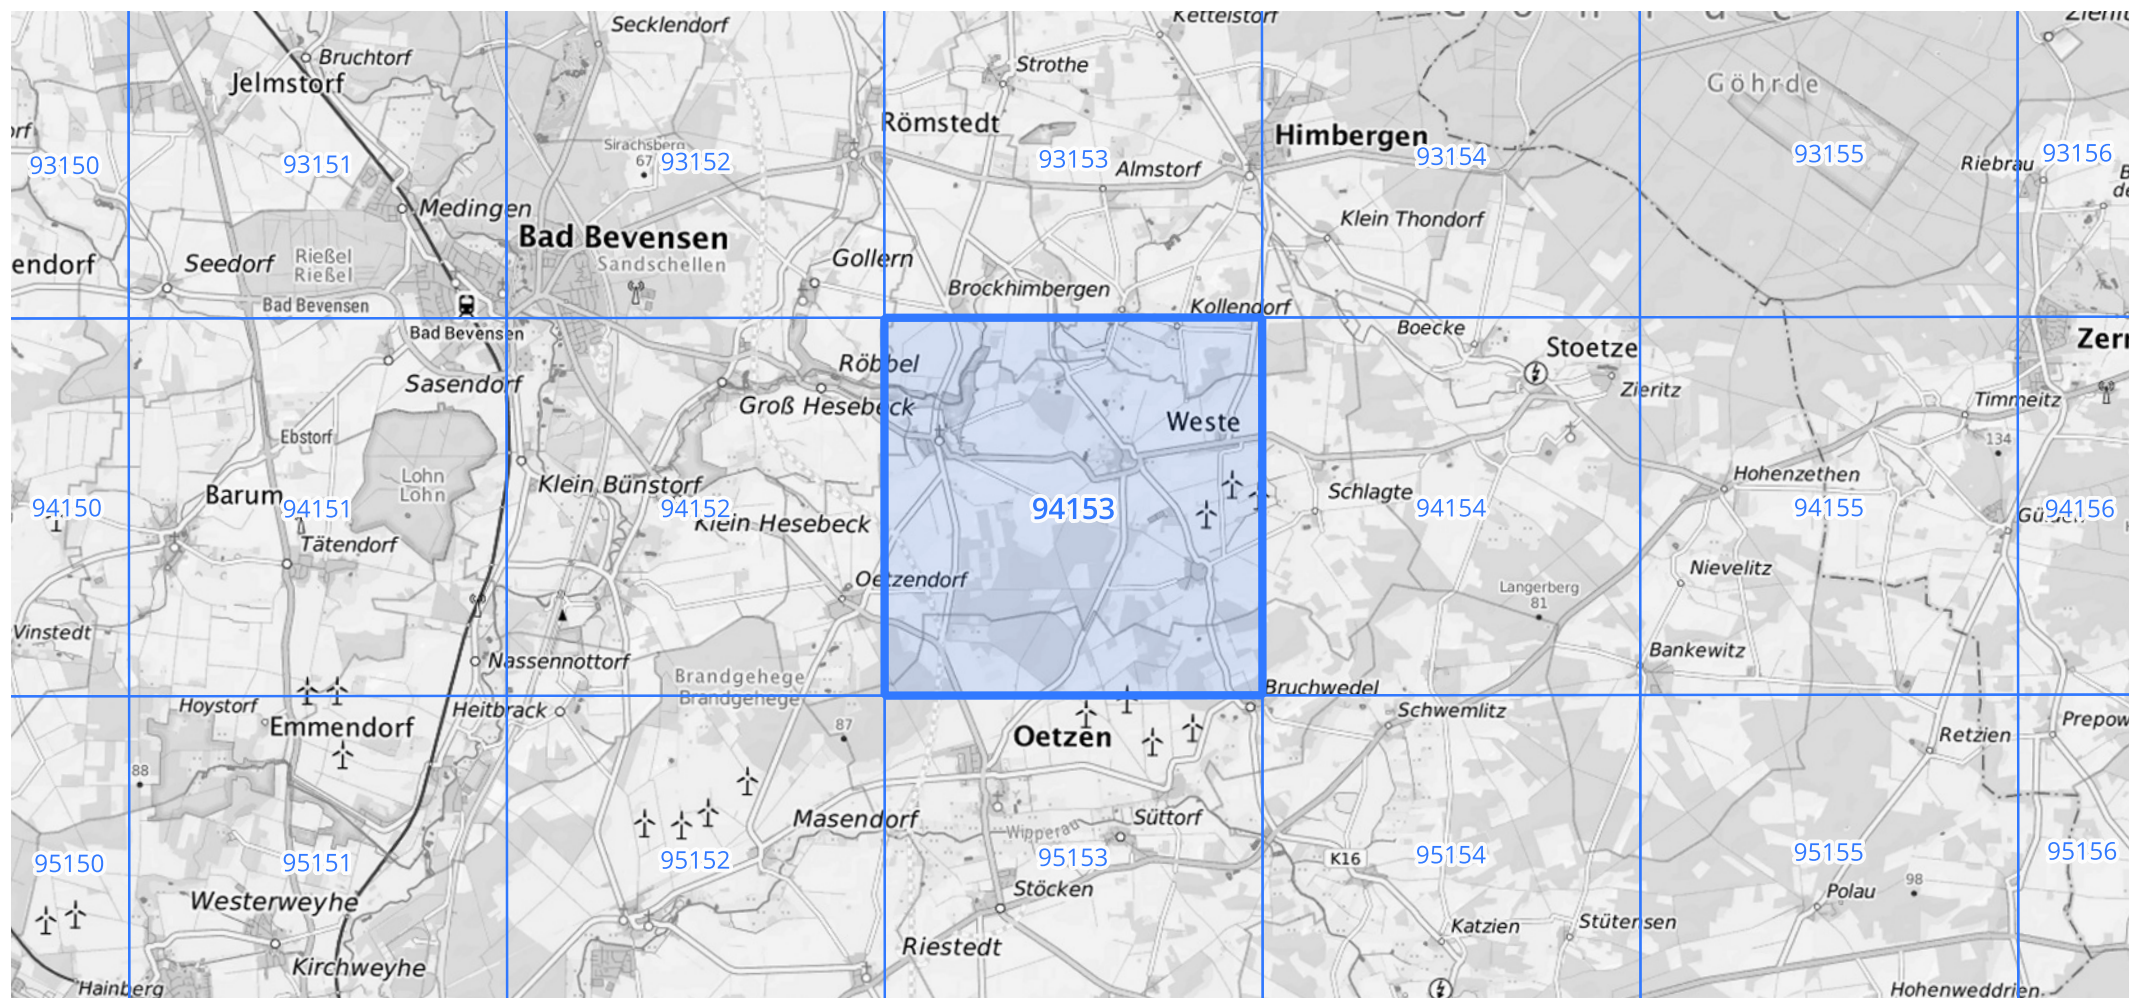 Secklendorf
Kettelstorf
Bruchtorf
Jelmstorf
Strothe
Göhrde
Römstedt
Himbergen
Sirachsberg
67
93150
93151
93152
93153
93154
93155
93156
Almstorf
Riebrau
Medingen
Klein Thondorf
Bad Bevensen
endorf
Seedorf
Rießel
Rießel
Sandschellen
Gollern
Bad Bevensen
Brockhimbergen
Kollendorf
Bad Bevensen
Boecke
Stoetze
Zern
Röbbel
Sasendorf
Zieritz
Groß Hesebeck
Timmeitz
Weste
Ebstorf
134
Lohn
Lohn
Klein Bünstorf
Hohenzethen
Barum
Schlagte
94150
94151
94152
94153
94154
94155
94156
Klein Hesebeck
Gülden
Tätendorf
Oetzendorf
Nievelitz
Langerberg
81
Vinstedt
Nassennottorf
Bankewitz
Brandgehege
Brandgehege
Bruchwedel
Hoystorf
Heitbrack
Emmendorf
87
Oetzen
Schwemlitz
Prepow
Retzien
88
Masendorf
Wipperau
Süttorf
95150
95151
95152
95153
K16
95154
95155
95156
Westerweyhe
Stöcken
Polau
98
Katzien
Stütensen
Riestedt
Kirchweyhe
Hainberg
Hohenweddrien